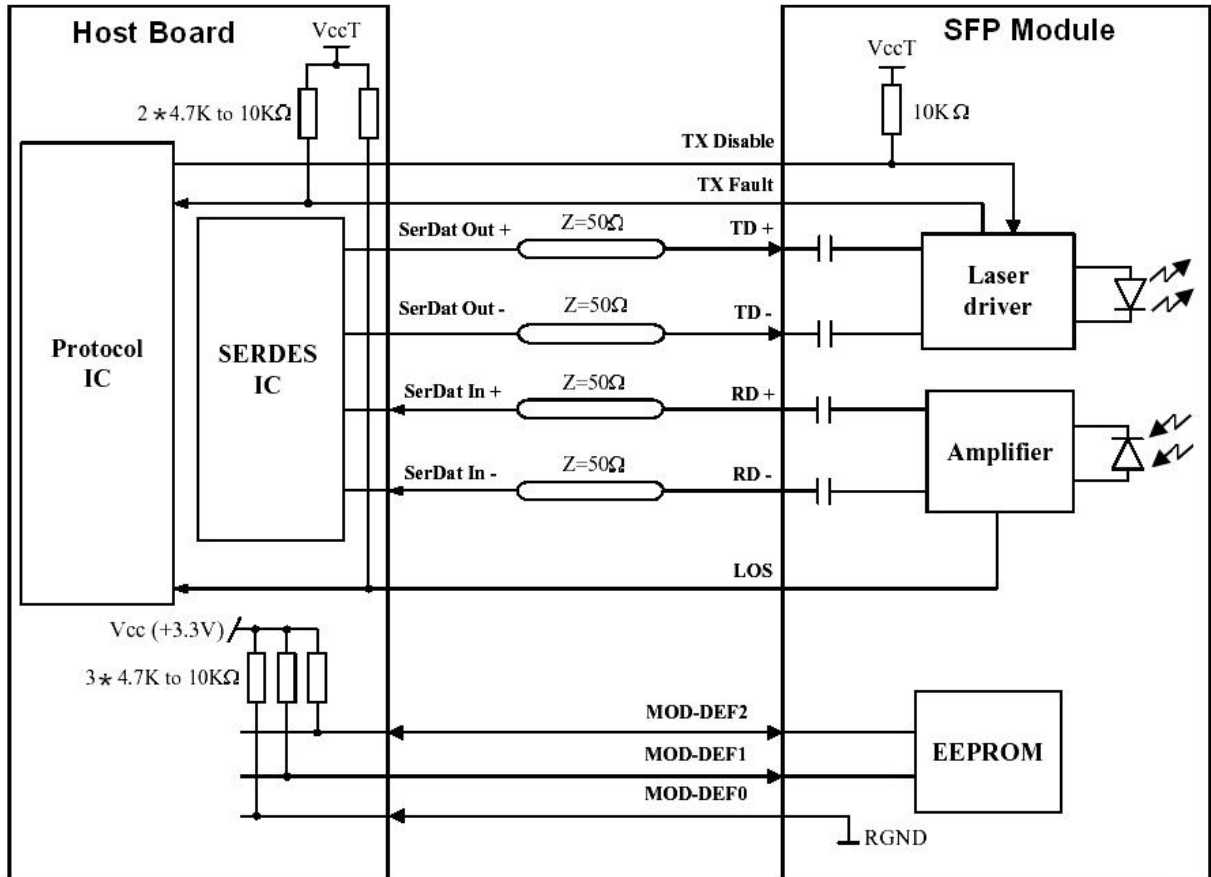 Host Board
SFP Module
VccT
VccT
2*4.7K to 10KΩ
10KΩ
TX Disable
TX Fault
SerDat Out +
Z=50Ω
TD +
Laser
driver
SerDat Out -
Z=50Ω
TD -
Protocol
IC
SERDES
IC
SerDat In +
Z=50Ω
RD +
Amplifier
SerDat In -
Z=50Ω
RD -
LOS
Vcc (+3.3V)
3*4.7K to 10KΩ
MOD-DEF2
EEPROM
MOD-DEF1
MOD-DEF0
RGND